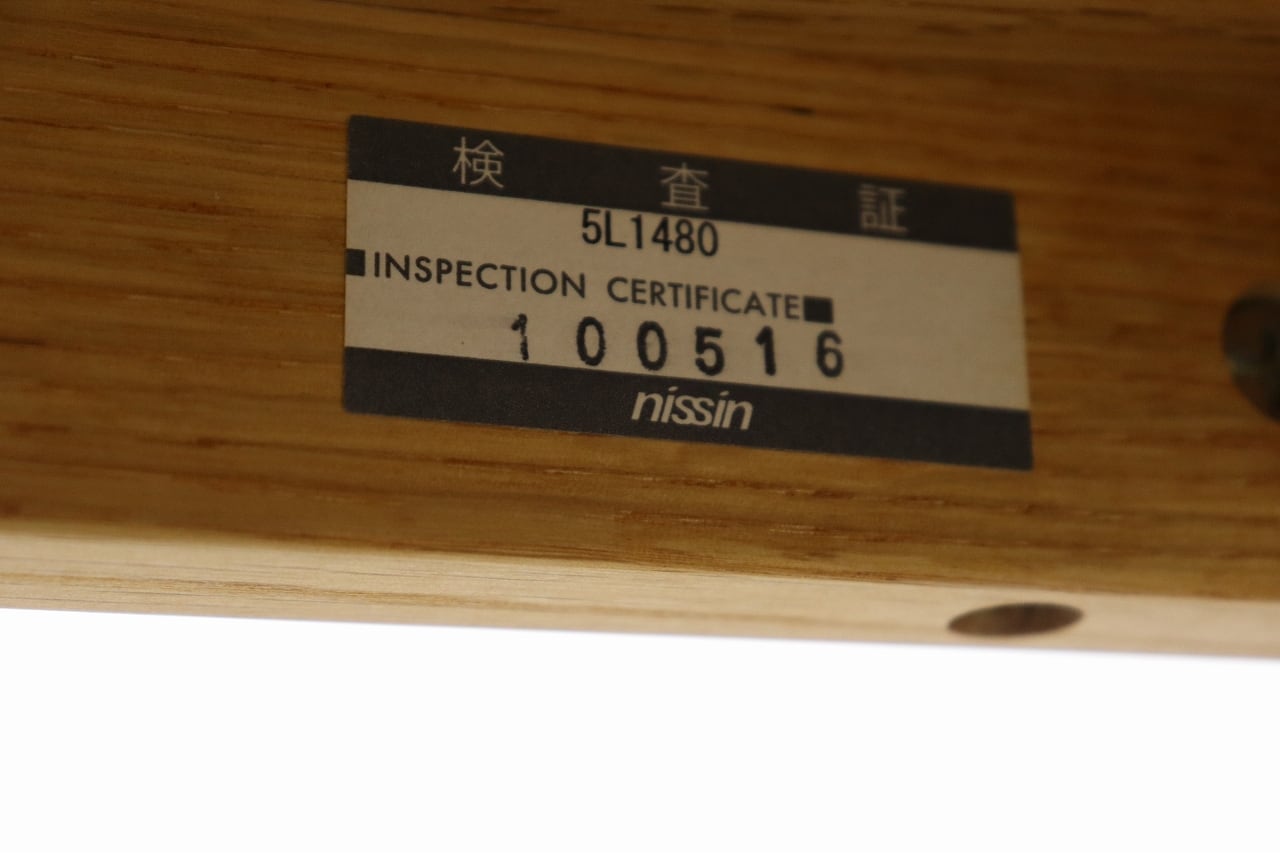 検査証
5L1480
INSPECTION CERTIFICATE
100516
nissin